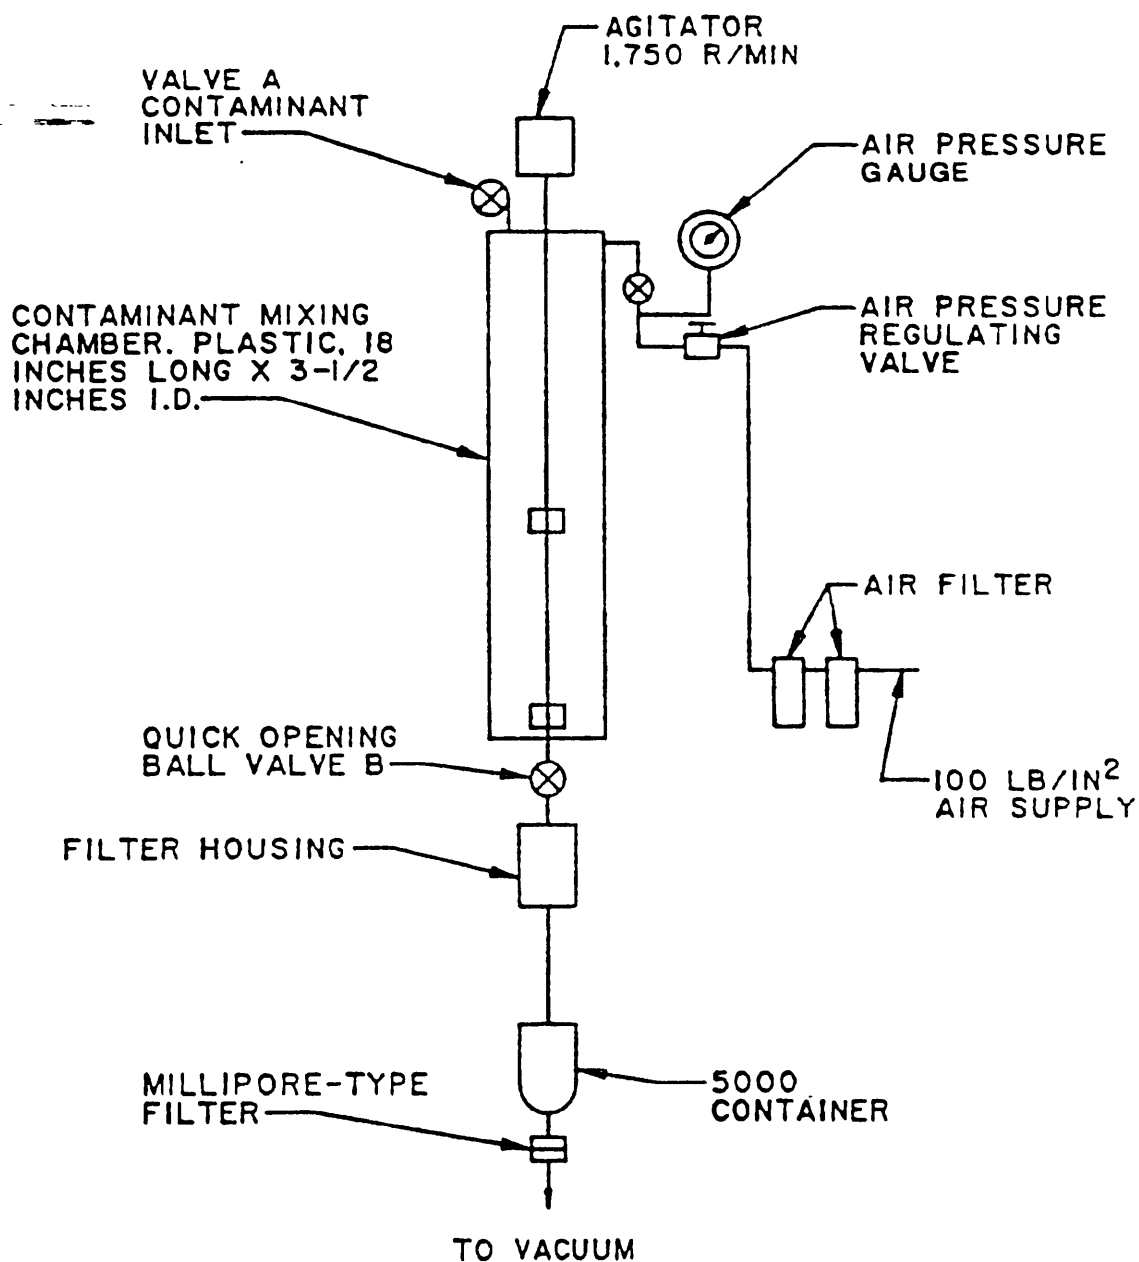 AGITATOR
1,750 R/MIN
VALVE A
CONTAMINANT
INLET
AIR PRESSURE
GAUGE
CONTAMINANT MIXING
CHAMBER. PLASTIC, 18
INCHES LONG X 3-1/2
INCHES I.D.
AIR PRESSURE
REGULATING
VALVE
AIR FILTER
QUICK OPENING
BALL VALVE B
100 LB/IN²
AIR SUPPLY
FILTER HOUSING
MILLIPORE-TYPE
FILTER
5000
CONTAINER
TO VACUUM